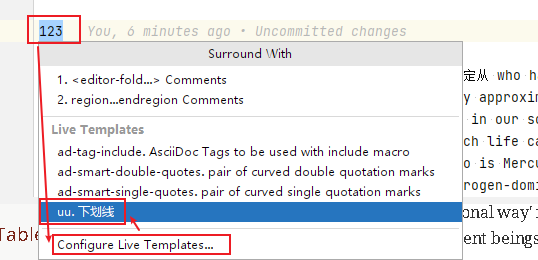 123 You, 6 minutes ago • Uncommitted changes
Surround With
1. <editor-fold...> Comments
2. region...endregion Comments
Live Templates
ad-tag-include. AsciiDoc Tags to be used with include macro
ad-smart-double-quotes. pair of curved double quotation marks
ad-smart-single-quotes. pair of curved single quotation marks
uu. 下划线
Configure Live Templates...
定从 who h
y approxim
in our so
ch life ca
o is Mercu
rogen-domi
onal way'
ent beings
Table